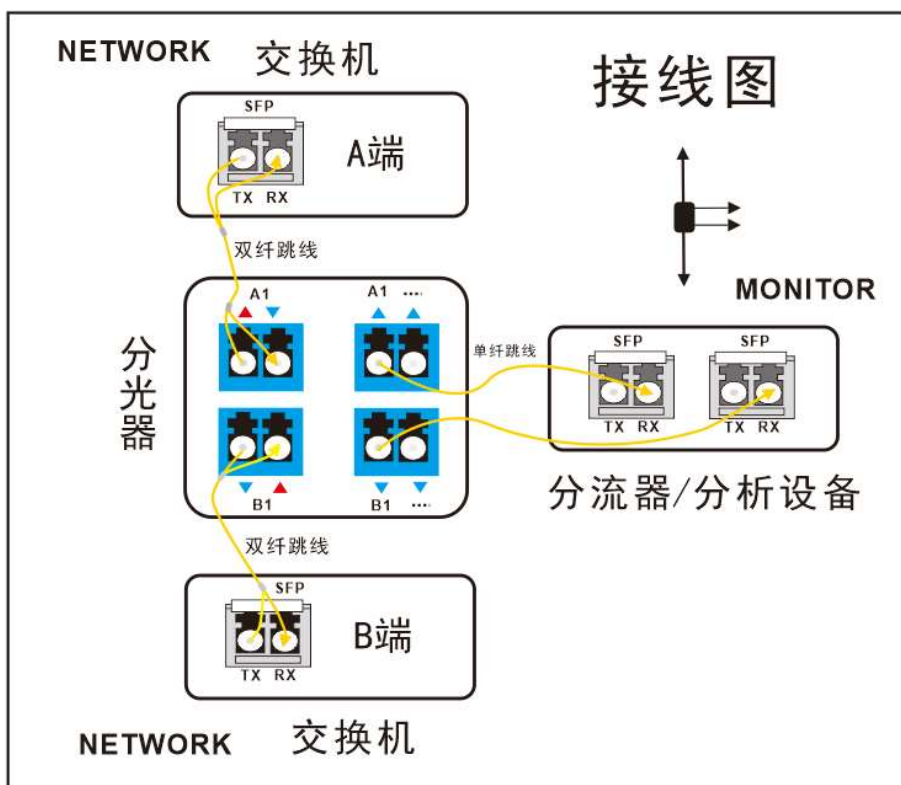 NETWORK 交换机
接线图
SFP
A端
TX RX
双纤跳线
A1
A1 ....
MONITOR
分光器
单纤跳线
SFP
SFP
TX RX
TX RX
B1
B1 ....
分流器/分析设备
双纤跳线
SFP
B端
TX RX
NETWORK 交换机